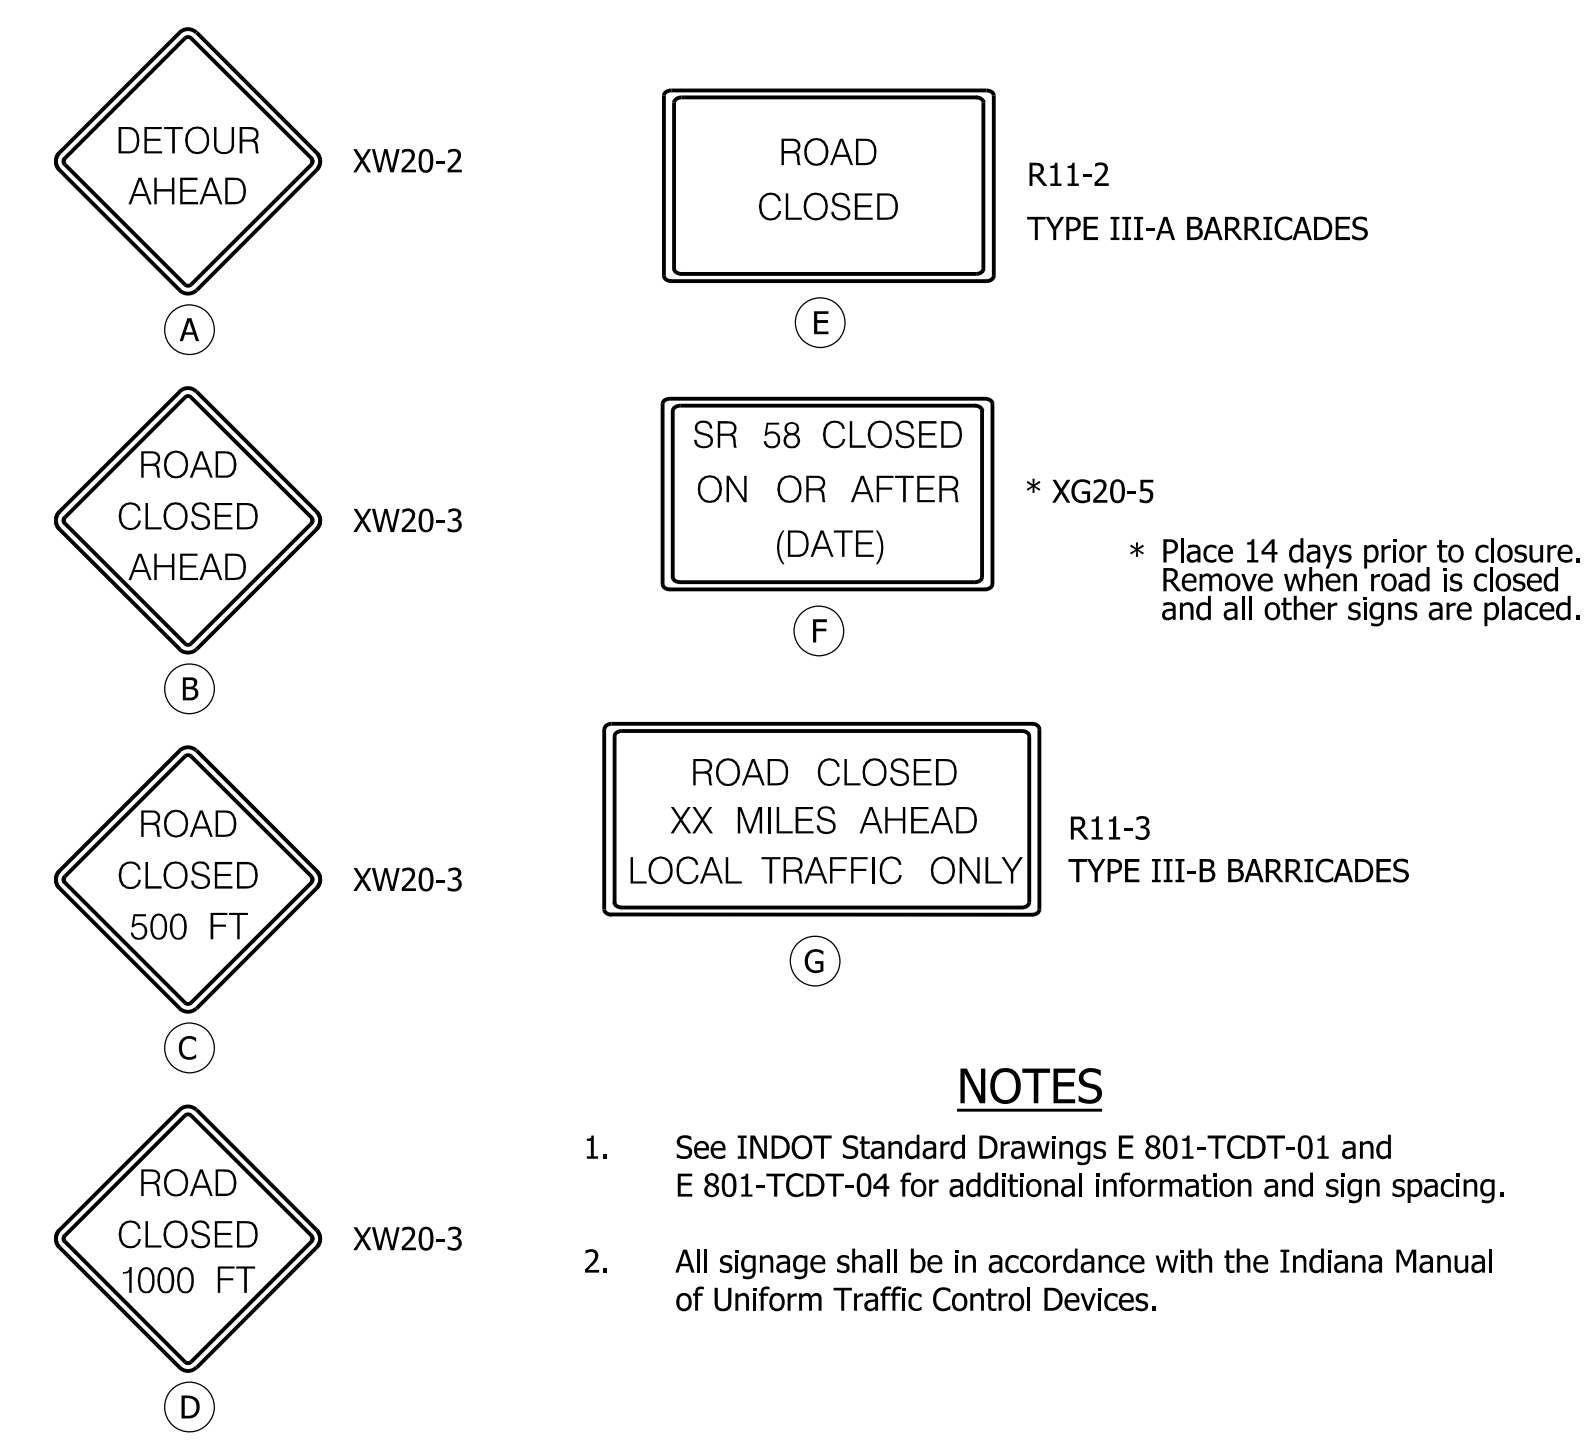 DETOUR
AHEAD
XW20-2
A
ROAD
CLOSED
AHEAD
XW20-3
B
ROAD
CLOSED
500 FT
XW20-3
C
ROAD
CLOSED
1000 FT
XW20-3
D
ROAD
CLOSED
R11-2
TYPE III-A BARRICADES
E
SR 58 CLOSED
ON OR AFTER
(DATE)
* XG20-5
* Place 14 days prior to closure.
Remove when road is closed
and all other signs are placed.
F
ROAD CLOSED
XX MILES AHEAD
LOCAL TRAFFIC ONLY
R11-3
TYPE III-B BARRICADES
G
NOTES
1. See INDOT Standard Drawings E 801-TCDT-01 and
E 801-TCDT-04 for additional information and sign spacing.
2. All signage shall be in accordance with the Indiana Manual
of Uniform Traffic Control Devices.